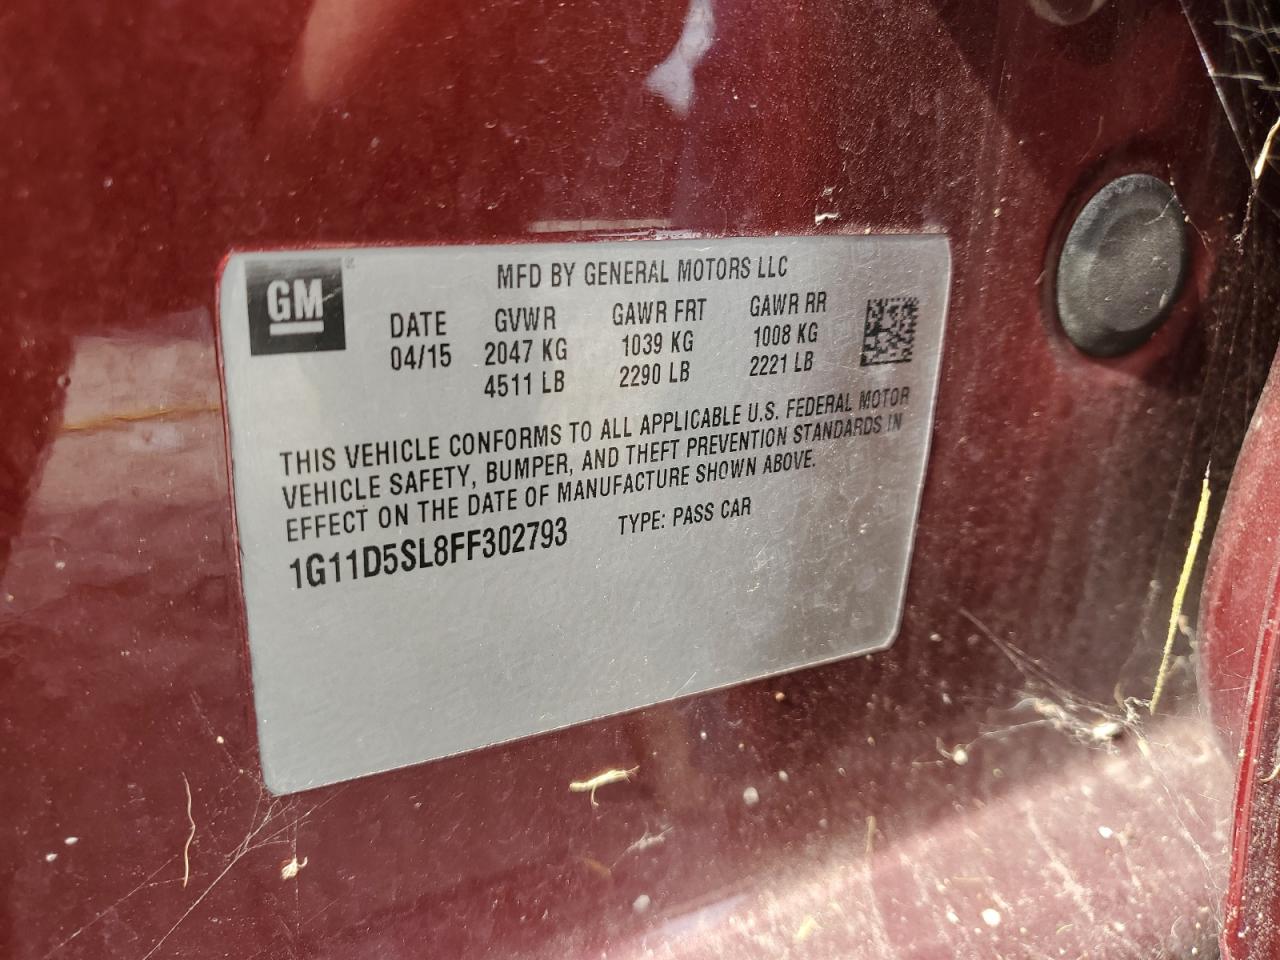 GM
MFD BY GENERAL MOTORS LLC
DATE GVWR GAWR FRT GAWR RR
04/15 2047 KG 1039 KG 1008 KG
4511 LB 2290 LB 2221 LB
THIS VEHICLE CONFORMS TO ALL APPLICABLE U.S. FEDERAL MOTOR
VEHICLE SAFETY, BUMPER, AND THEFT PREVENTION STANDARDS IN
EFFECT ON THE DATE OF MANUFACTURE SHOWN ABOVE.
1G11D5SL8FF302793 TYPE: PASS CAR